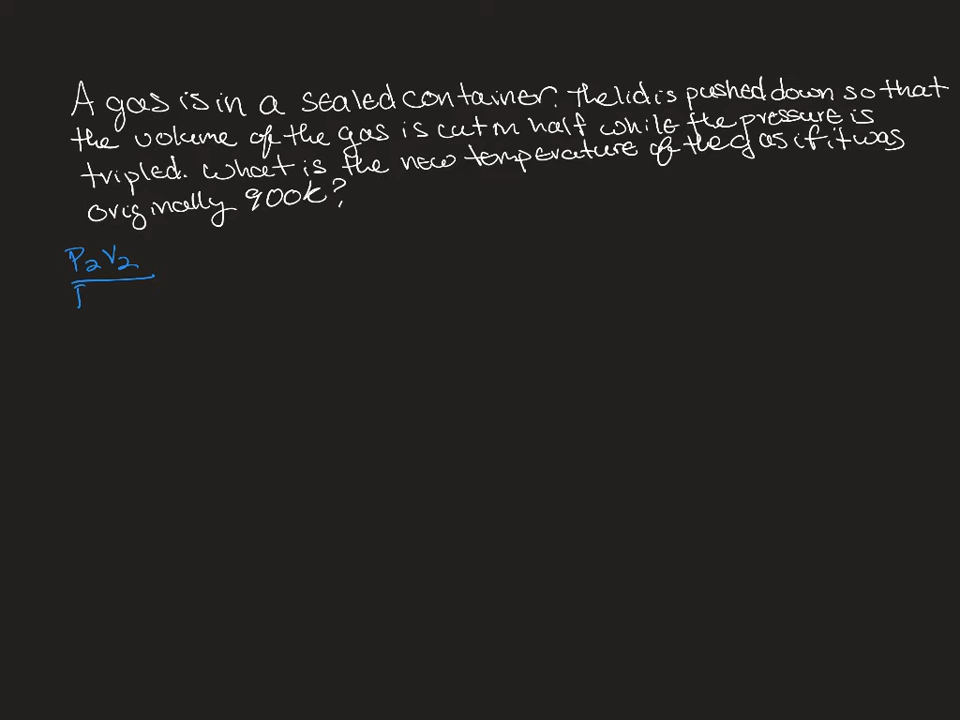 A gas is in a sealed container. The lid is pushed down so that
the volume of the gas is cut in half while the pressure is
tripled. What is the new temperature of the gas if it was
originally 900k?
P₂V₂
T